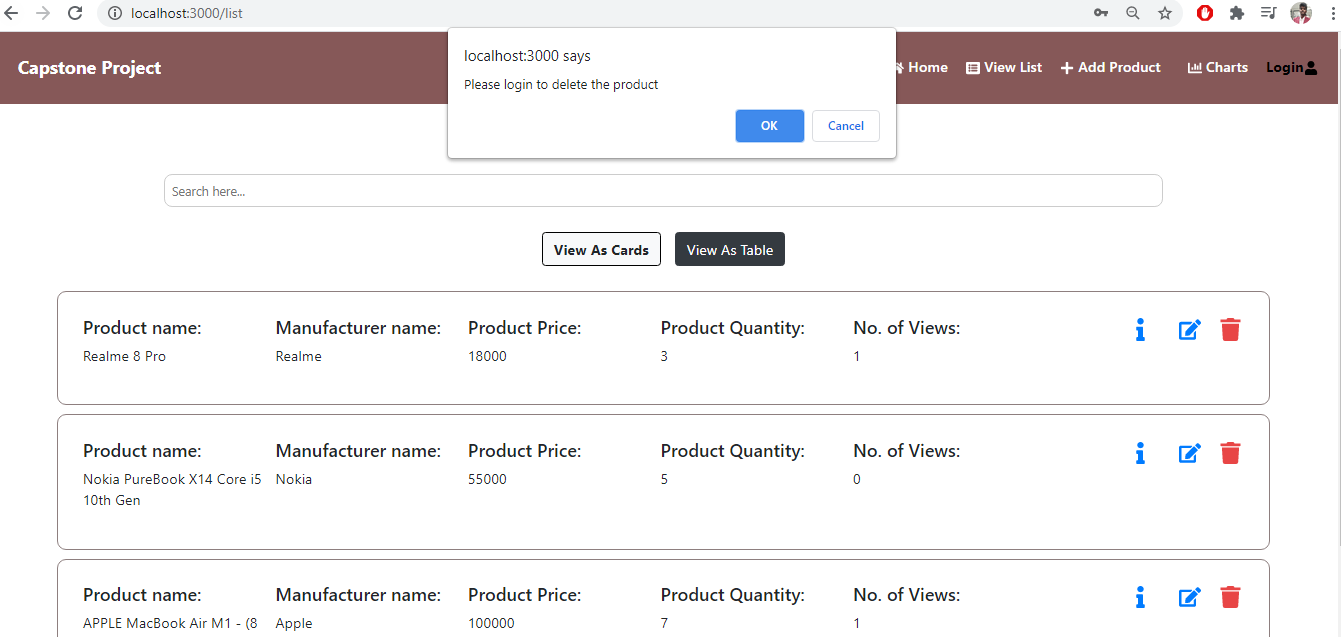 localhost:3000/list
localhost:3000 says
Please login to delete the product
OK Cancel
Capstone Project Home View List Add Product Charts Login
Search here...
View As Cards View As Table
Product name: Manufacturer name: Product Price: Product Quantity: No. of Views:
Realme 8 Pro Realme 18000 3 1
Product name: Manufacturer name: Product Price: Product Quantity: No. of Views:
Nokia PureBook X14 Core i5 Nokia 55000 5 0
10th Gen
Product name: Manufacturer name: Product Price: Product Quantity: No. of Views:
APPLE MacBook Air M1 - (8 Apple 100000 7 1